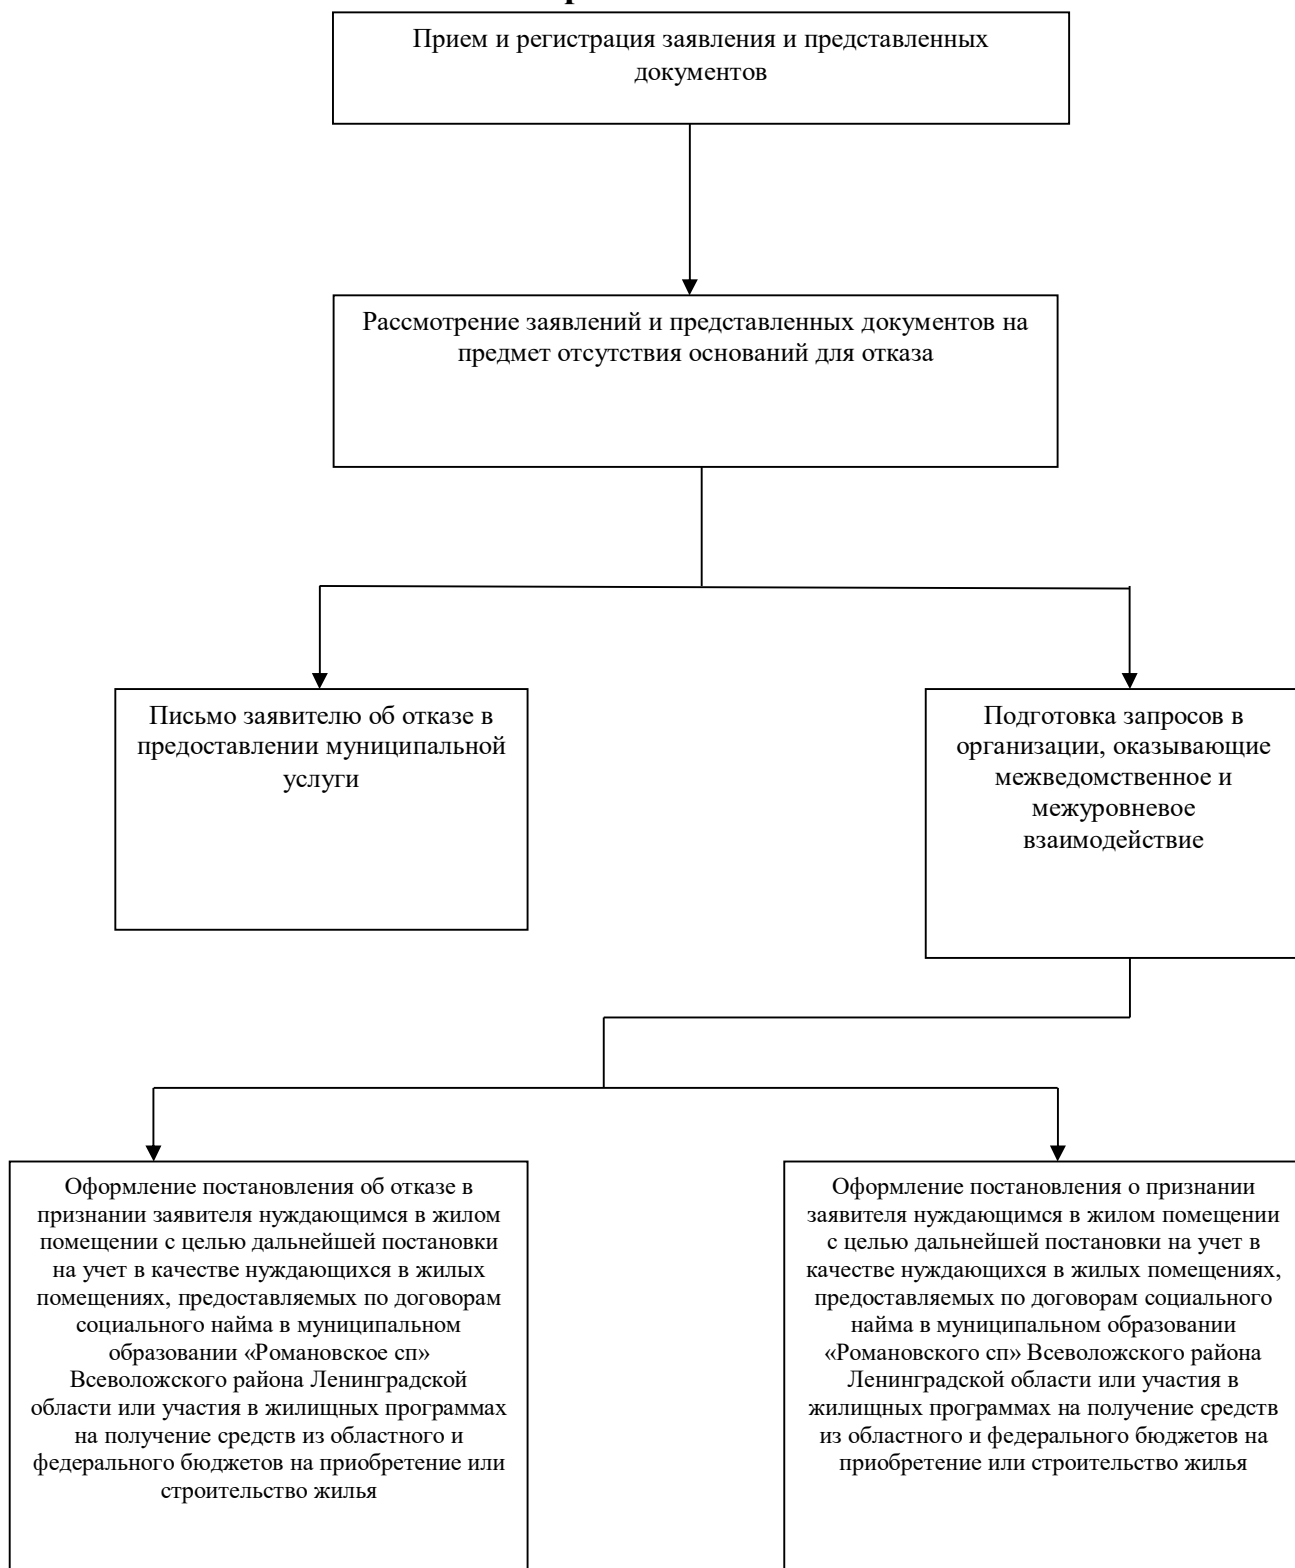 Прием и регистрация заявления и представленных
документов
Рассмотрение заявлений и представленных документов на
предмет отсутствия оснований для отказа
Письмо заявителю об отказе в
предоставлении муниципальной
услуги
Подготовка запросов в
организации, оказывающие
межведомственное и
межуровневое
взаимодействие
Оформление постановления об отказе в
признании заявителя нуждающимся в жилом
помещении с целью дальнейшей постановки
на учет в качестве нуждающихся в жилых
помещениях, предоставляемых по договорам
социального найма в муниципальном
образовании «Романовское сп»
Всеволожского района Ленинградской
области или участия в жилищных программах
на получение средств из областного и
федерального бюджетов на приобретение или
строительство жилья
Оформление постановления о признании
заявителя нуждающимся в жилом помещении
с целью дальнейшей постановки на учет в
качестве нуждающихся в жилых помещениях,
предоставляемых по договорам социального
найма в муниципальном образовании
«Романовского сп» Всеволожского района
Ленинградской области или участия в
жилищных программах на получение средств
из областного и федерального бюджетов на
приобретение или строительство жилья